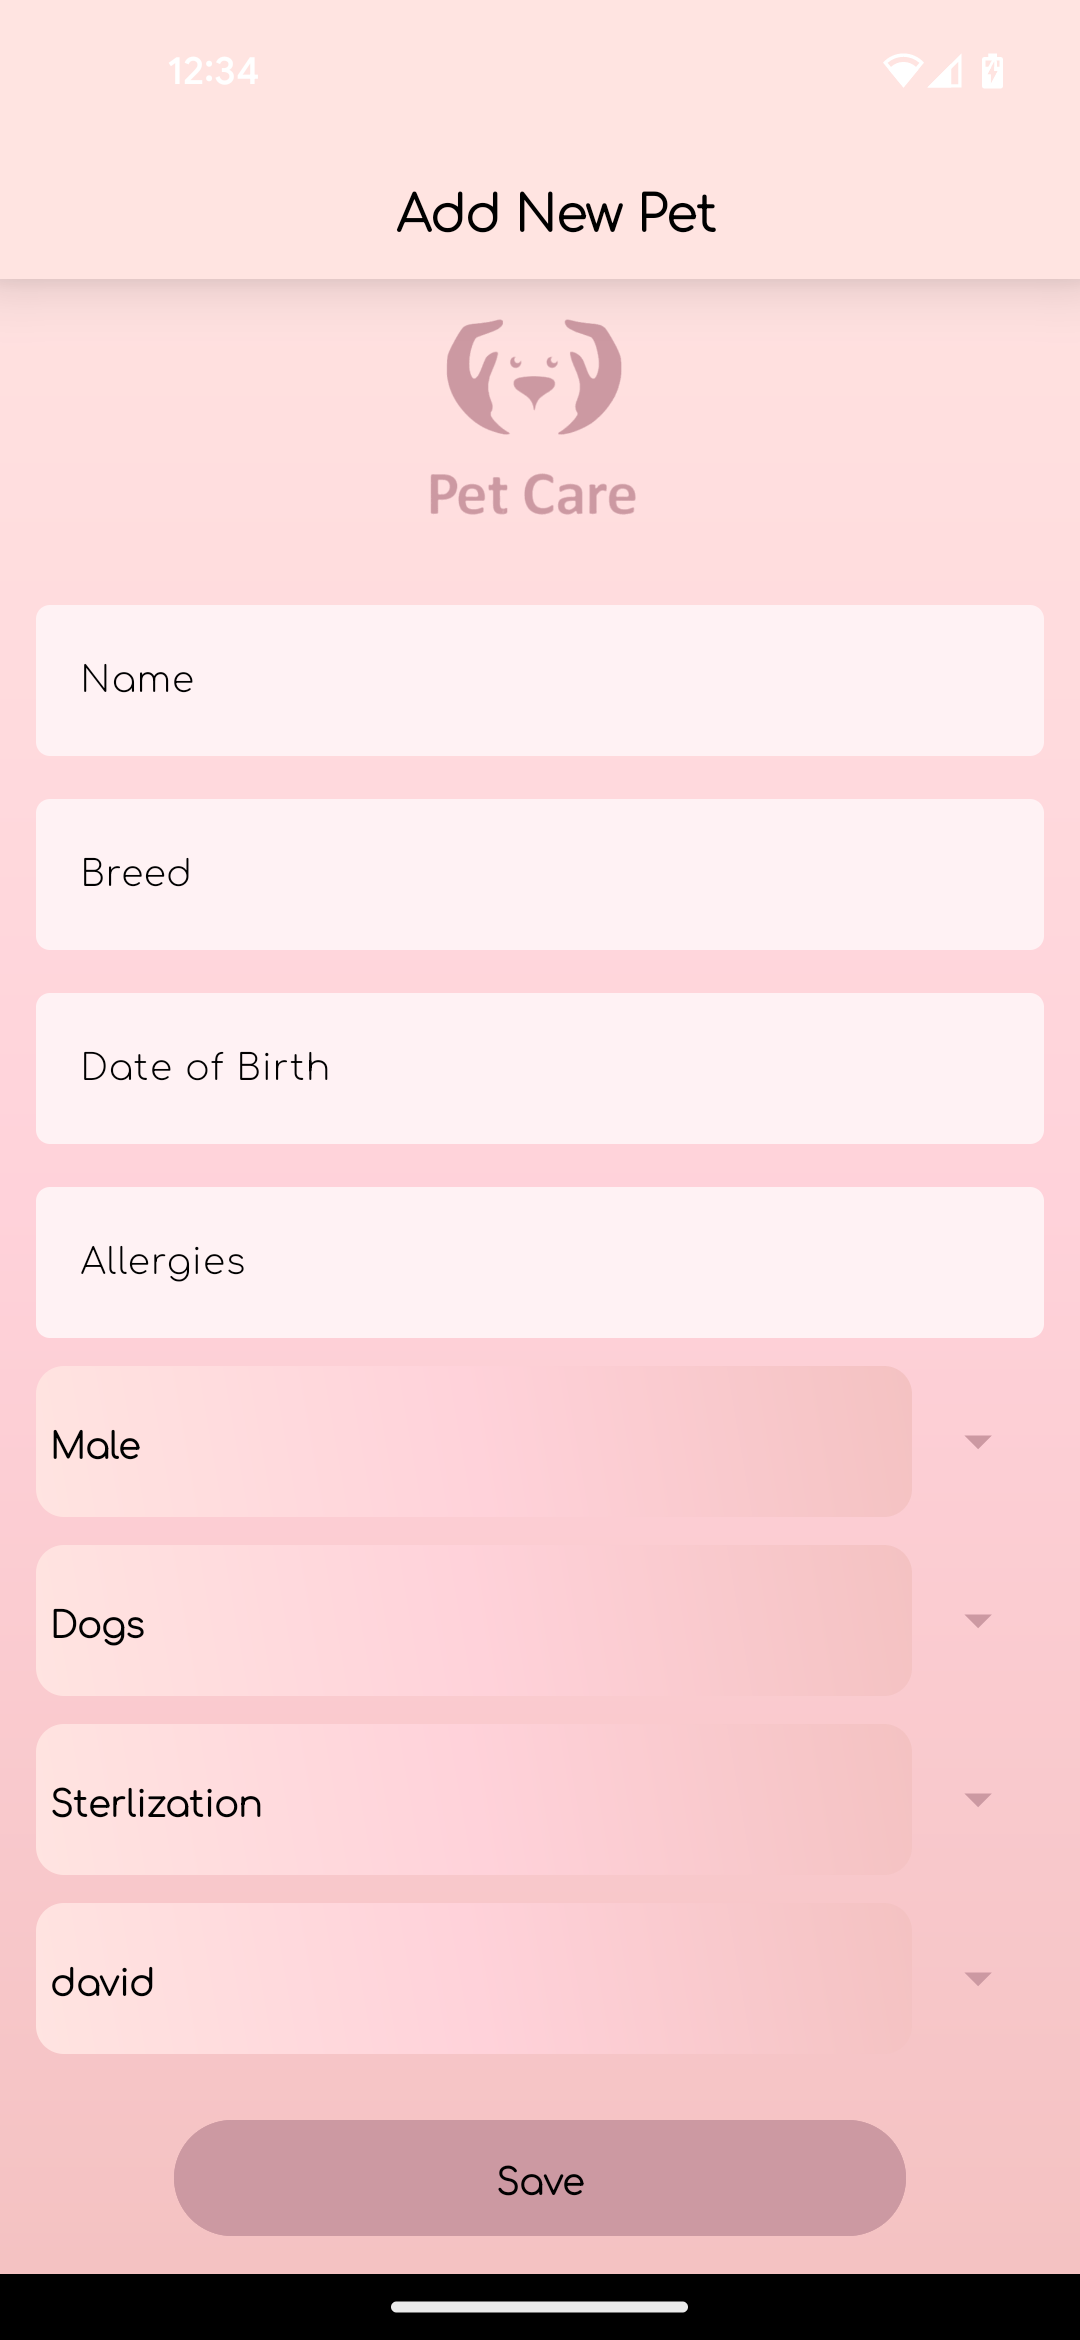 12:34
Add New Pet
Pet Care
Name
Breed
Date of Birth
Allergies
Male
Dogs
Sterlization
david
Save